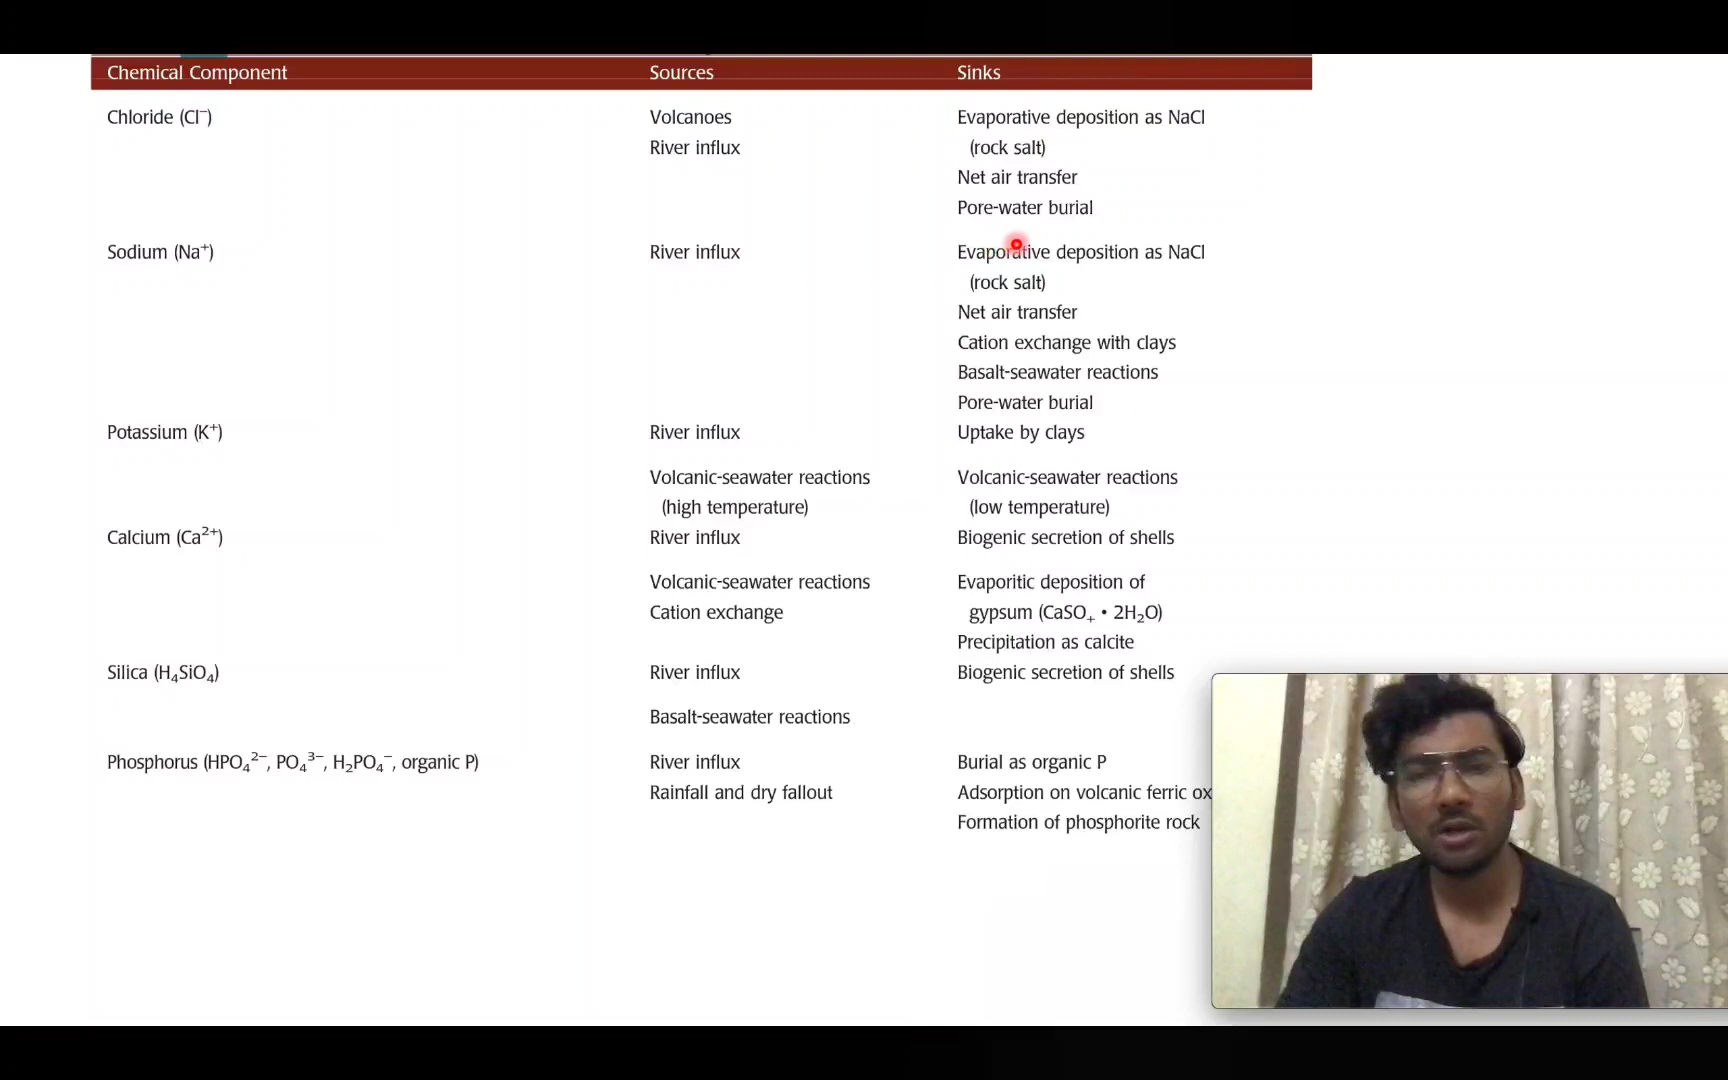 Chemical Component Sources Sinks
Chloride (Cl⁻) Volcanoes Evaporative deposition as NaCl
River influx (rock salt)
Net air transfer
Pore-water burial
Sodium (Na⁺) River influx Evaporative deposition as NaCl
(rock salt)
Net air transfer
Cation exchange with clays
Basalt-seawater reactions
Pore-water burial
Potassium (K⁺) River influx Uptake by clays
Volcanic-seawater reactions Volcanic-seawater reactions
(high temperature) (low temperature)
Calcium (Ca²⁺) River influx Biogenic secretion of shells
Volcanic-seawater reactions Evaporitic deposition of
Cation exchange gypsum (CaSO₊ • 2H₂O)
Precipitation as calcite
Silica (H₄SiO₄) River influx Biogenic secretion of shells
Basalt-seawater reactions
Phosphorus (HPO₄²⁻, PO₄³⁻, H₂PO₄⁻, organic P) River influx Burial as organic P
Rainfall and dry fallout Adsorption on volcanic ferric ox
Formation of phosphorite rock